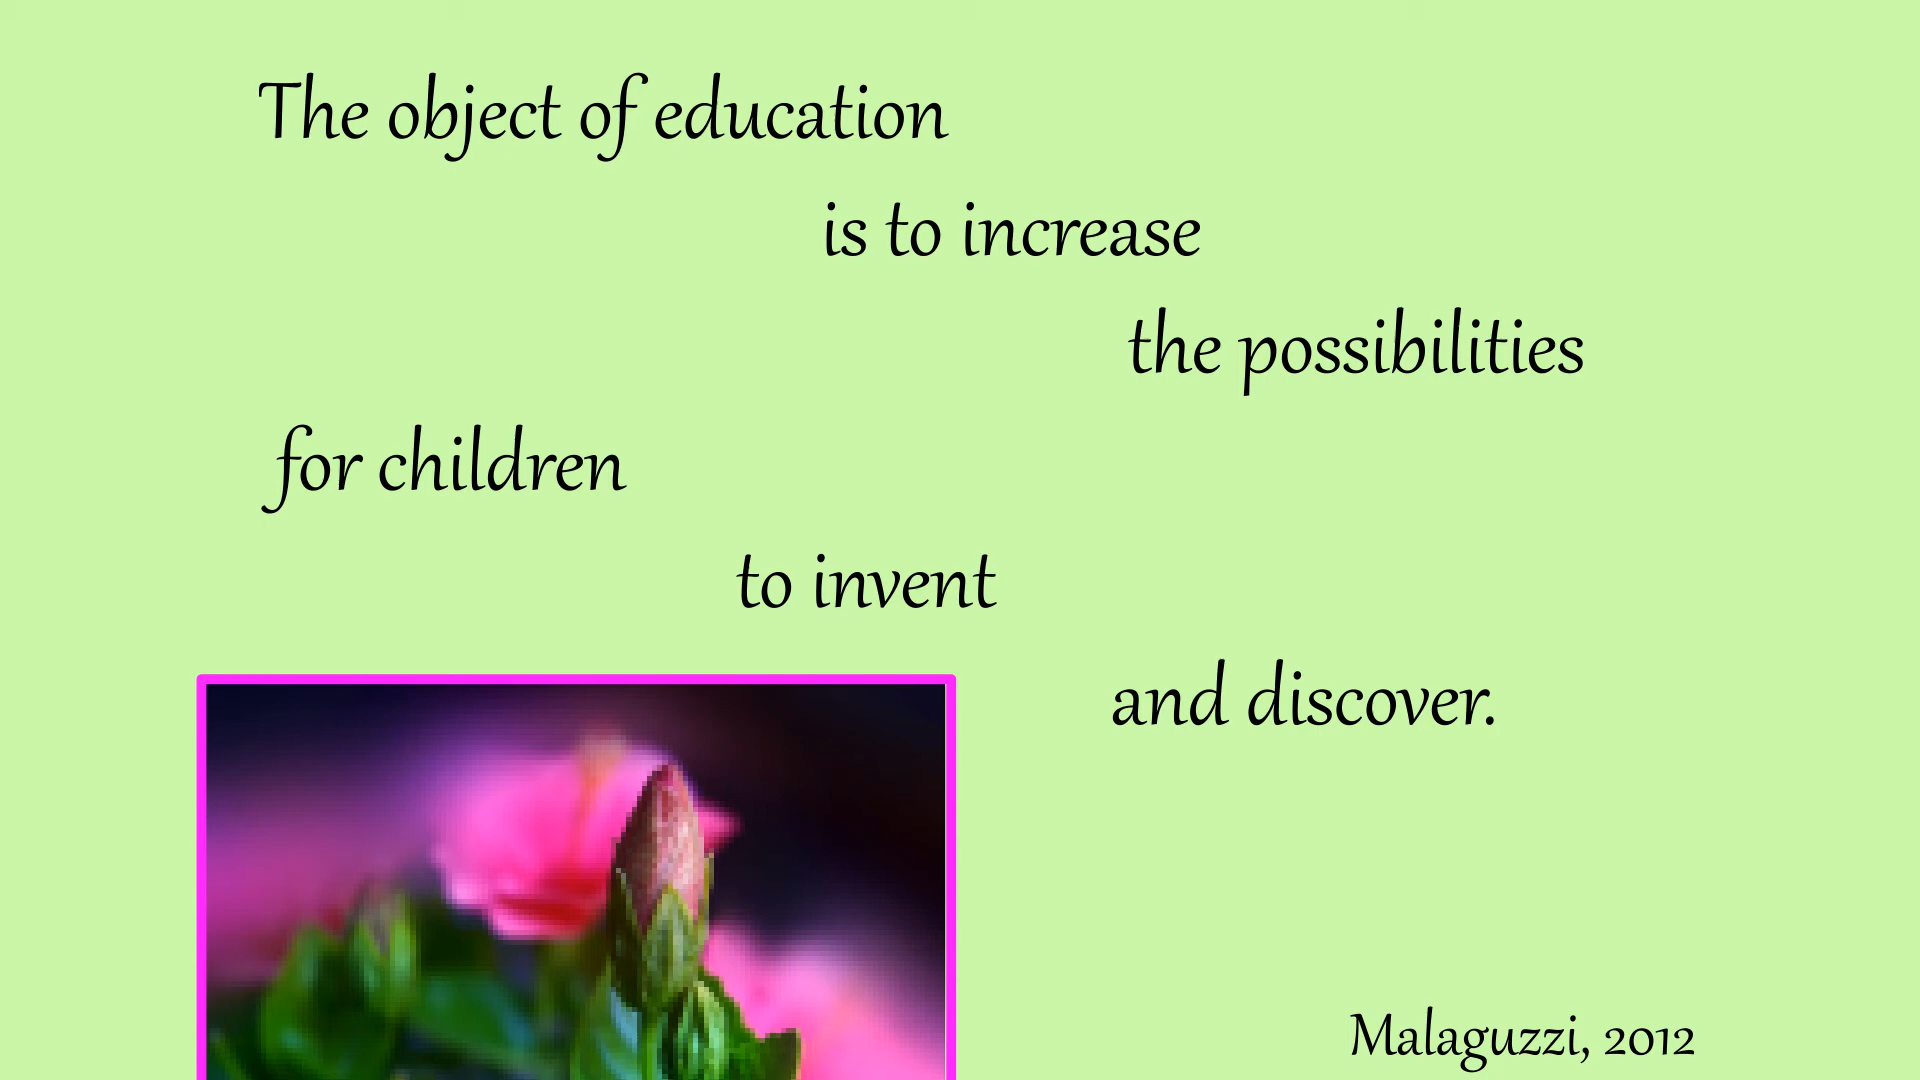 The object of education
is to increase
the possibilities
for children
to invent
and discover.
Malaguzzi, 2012